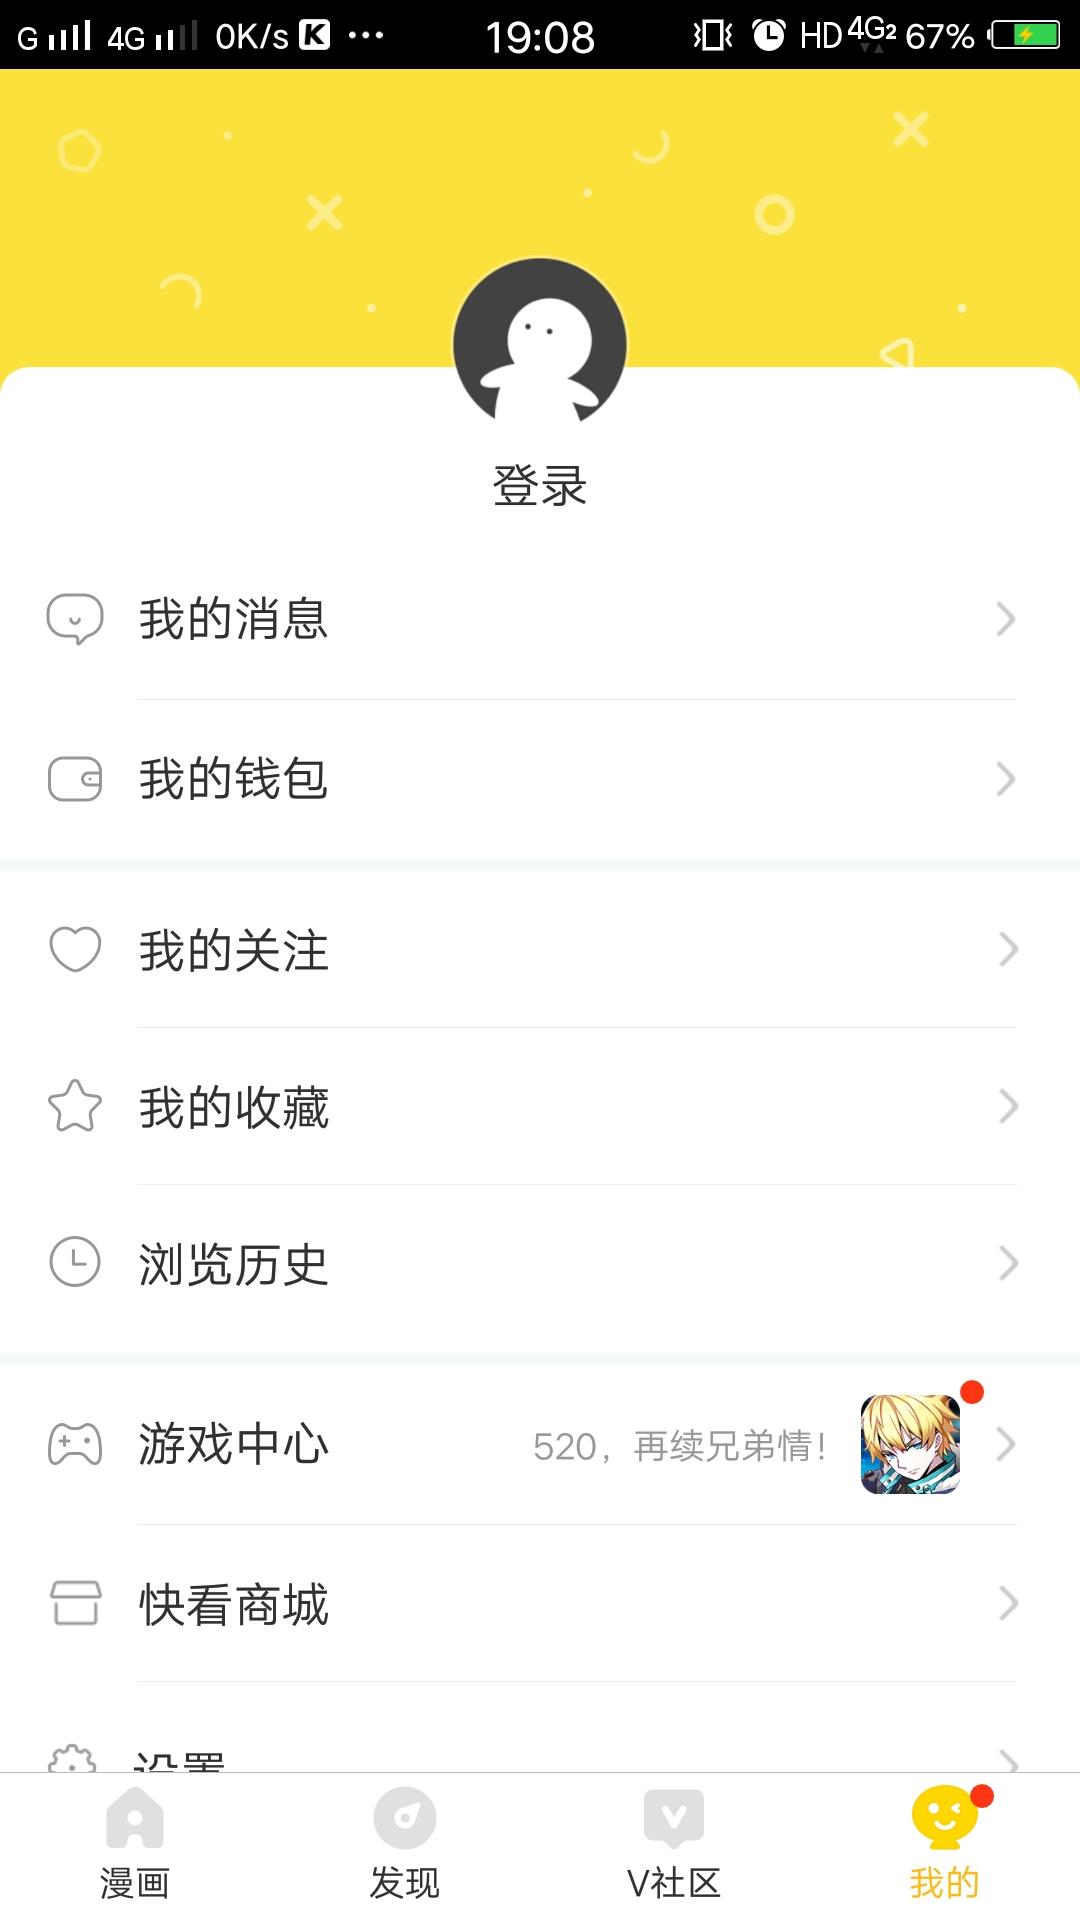 G 4G 0K/s K ··· 19:08 HD 4G2 67%
登录
我的消息
我的钱包
我的关注
我的收藏
浏览历史
游戏中心 520，再续兄弟情！
快看商城
设置
漫画 发现 V社区 我的